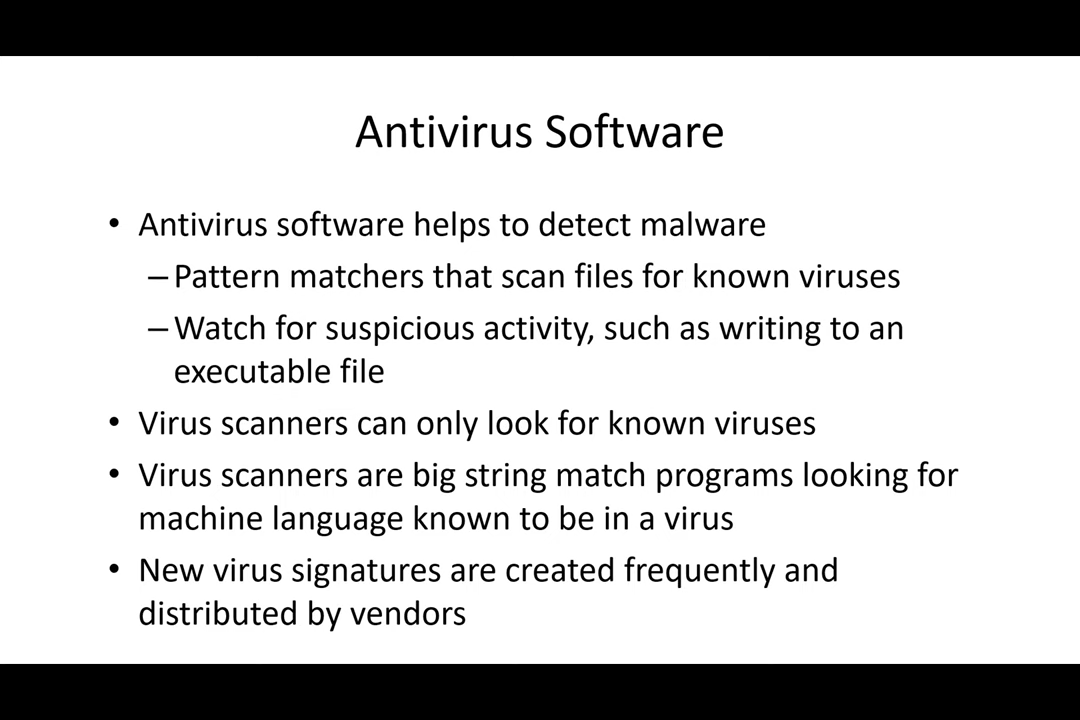 Antivirus Software
• Antivirus software helps to detect malware
– Pattern matchers that scan files for known viruses
– Watch for suspicious activity, such as writing to an
executable file
• Virus scanners can only look for known viruses
• Virus scanners are big string match programs looking for
machine language known to be in a virus
• New virus signatures are created frequently and
distributed by vendors